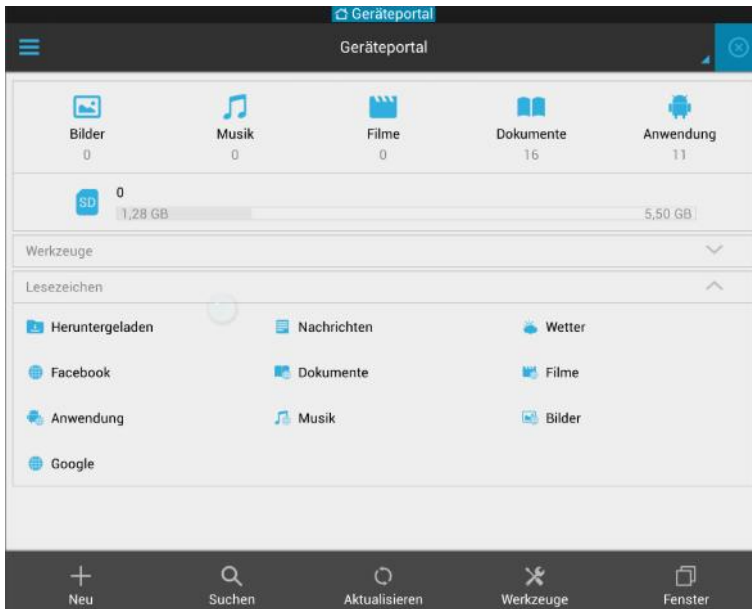 Geräteportal
Geräteportal
Bilder Musik Filme Dokumente Anwendung
0 0 0 16 11
SD 0
1,28 GB 5,50 GB
Werkzeuge
Lesezeichen
Heruntergeladen Nachrichten Wetter
Facebook Dokumente Filme
Anwendung Musik Bilder
Google
Neu Suchen Aktualisieren Werkzeuge Fenster